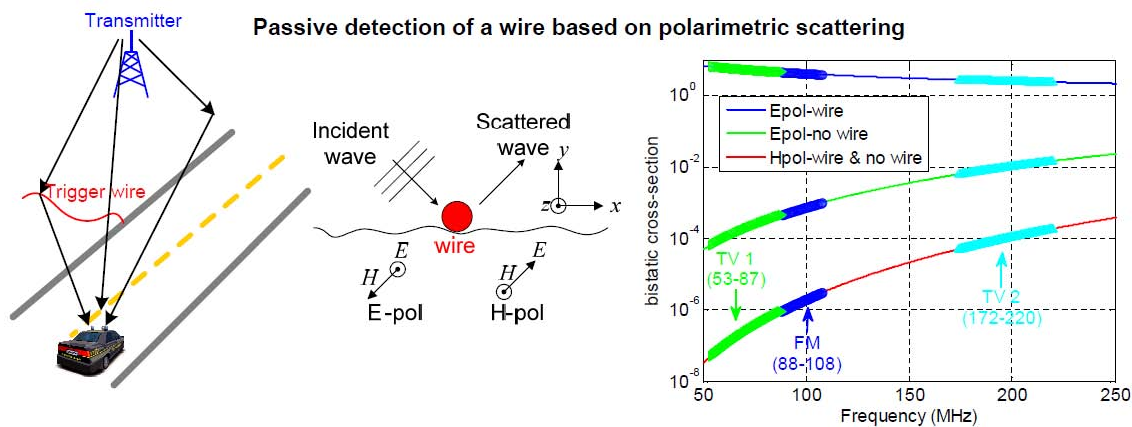 Passive detection of a wire based on polarimetric scattering
Transmitter
Trigger wire
Incident
wave
Scattered
wave
y
x
z
wire
E
H
E-pol
E
H
H-pol
bistatic cross-section
10^0
10^-2
10^-4
10^-6
10^-8
Epol-wire
Epol-no wire
Hpol-wire & no wire
TV 1
(53-87)
FM
(88-108)
TV 2
(172-220)
50 100 150 200 250
Frequency (MHz)